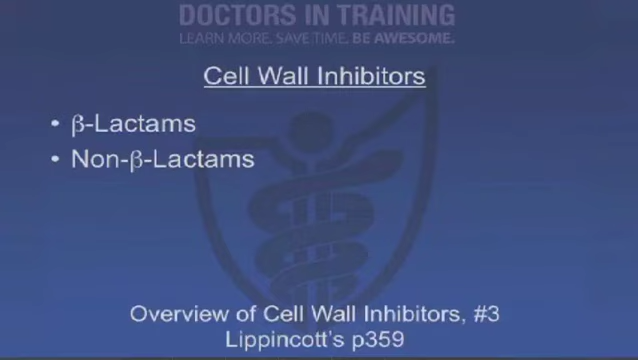 DOCTORS IN TRAINING
LEARN MORE. SAVE TIME. BE AWESOME.
Cell Wall Inhibitors
• β-Lactams
• Non-β-Lactams
Overview of Cell Wall Inhibitors, #3
Lippincott's p359